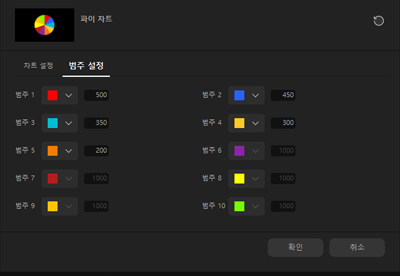 파이 차트
차트 설정 범주 설정
범주 1 500 범주 2 450
범주 3 350 범주 4 300
범주 5 200 범주 6 1000
범주 7 1000 범주 8 1000
범주 9 1000 범주 10 1000
확인 취소